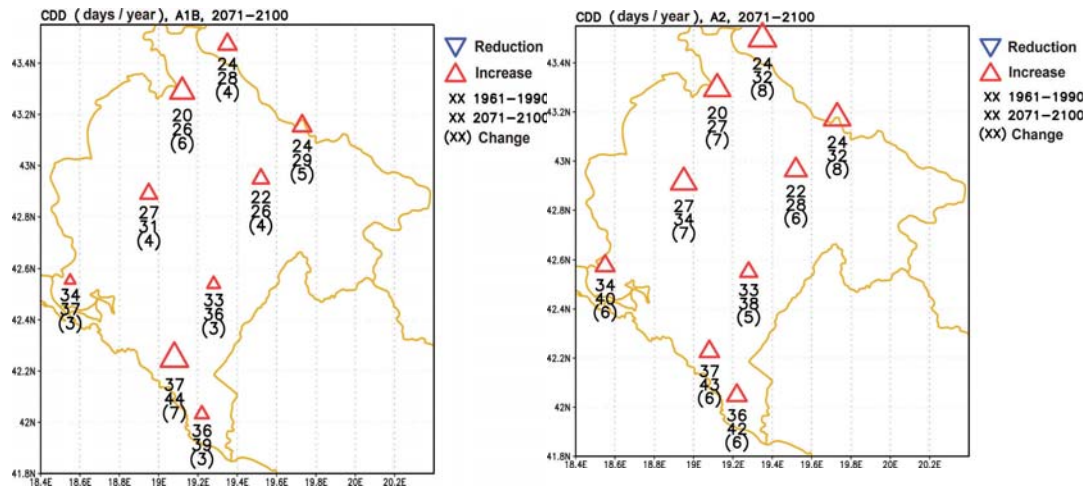 CDD (days/year), A1B, 2071-2100
43.4N
43.2N
43N
42.8N
42.6N
42.4N
42.2N
42N
41.8N
24
28
(4)
20
26
(6)
24
29
(5)
27
31
(4)
22
26
(4)
34
37
(3)
33
36
(3)
37
44
(7)
36
39
(3)
18.4E 18.6E 18.8E 19E 19.2E 19.4E 19.6E 19.8E 20E 20.2E
Reduction
Increase
XX 1961-1990
XX 2071-2100
(XX) Change
CDD (days/year), A2, 2071-2100
43.4N
43.2N
43N
42.8N
42.6N
42.4N
42.2N
42N
41.8N
24
32
(8)
20
27
(7)
24
32
(8)
27
34
(7)
22
28
(6)
34
40
(6)
33
38
(5)
37
43
(6)
36
42
(6)
18.4E 18.6E 18.8E 19E 19.2E 19.4E 19.6E 19.8E 20E 20.2E
Reduction
Increase
XX 1961-1990
XX 2071-2100
(XX) Change